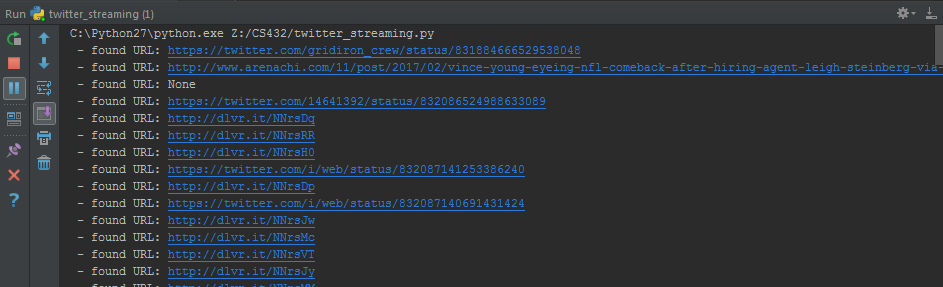 Run twitter_streaming (1)
C:\Python27\python.exe Z:/CS432/twitter_streaming.py
- found URL: https://twitter.com/gridiron_crew/status/831884666529538048
- found URL: http://www.arenachi.com/11/post/2017/02/vince-young-eyeing-nfl-comeback-after-hiring-agent-leigh-steinberg-via-
- found URL: None
- found URL: https://twitter.com/14641392/status/832086524988633089
- found URL: http://dlvr.it/NNrsDq
- found URL: http://dlvr.it/NNrsRR
- found URL: http://dlvr.it/NNrsH0
- found URL: https://twitter.com/i/web/status/832087141253386240
- found URL: http://dlvr.it/NNrsDp
- found URL: https://twitter.com/i/web/status/832087140691431424
- found URL: http://dlvr.it/NNrsJw
- found URL: http://dlvr.it/NNrsMc
- found URL: http://dlvr.it/NNrsVT
- found URL: http://dlvr.it/NNrsJy
- found URL: